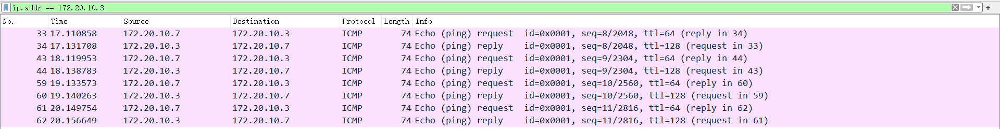 ip.addr == 172.20.10.3
No. Time Source Destination Protocol Length Info
33 17.110858 172.20.10.7 172.20.10.3 ICMP 74 Echo (ping) request id=0x0001, seq=8/2048, ttl=64 (reply in 34)
34 17.131708 172.20.10.3 172.20.10.7 ICMP 74 Echo (ping) reply id=0x0001, seq=8/2048, ttl=128 (request in 33)
43 18.119953 172.20.10.7 172.20.10.3 ICMP 74 Echo (ping) request id=0x0001, seq=9/2304, ttl=64 (reply in 44)
44 18.138783 172.20.10.3 172.20.10.7 ICMP 74 Echo (ping) reply id=0x0001, seq=9/2304, ttl=128 (request in 43)
59 19.133573 172.20.10.7 172.20.10.3 ICMP 74 Echo (ping) request id=0x0001, seq=10/2560, ttl=64 (reply in 60)
60 19.140263 172.20.10.3 172.20.10.7 ICMP 74 Echo (ping) reply id=0x0001, seq=10/2560, ttl=128 (request in 59)
61 20.149754 172.20.10.7 172.20.10.3 ICMP 74 Echo (ping) request id=0x0001, seq=11/2816, ttl=64 (reply in 62)
62 20.156649 172.20.10.3 172.20.10.7 ICMP 74 Echo (ping) reply id=0x0001, seq=11/2816, ttl=128 (request in 61)